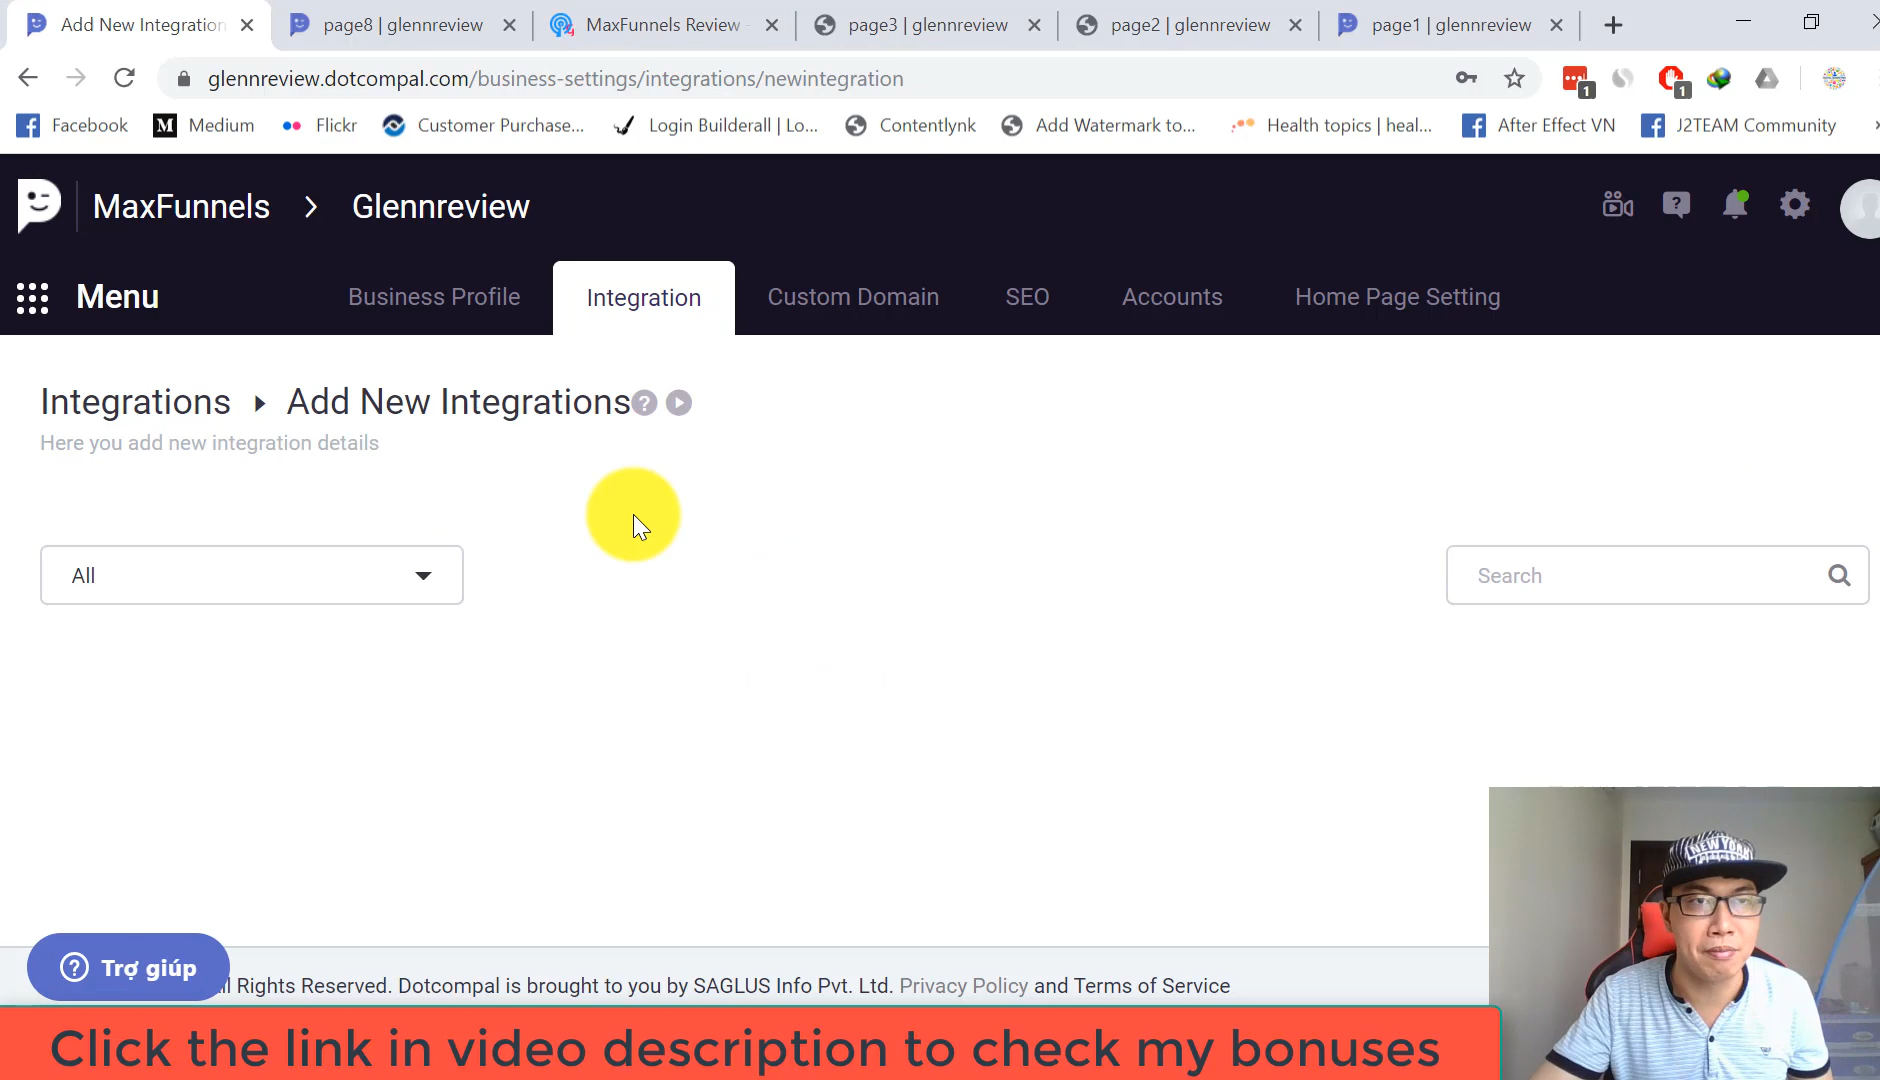 Add New Integration
page8 | glennreview
MaxFunnels Review -
page3 | glennreview
page2 | glennreview
page1 | glennreview
glennreview.dotcompal.com/business-settings/integrations/newintegration
1
1
Facebook
Medium
Flickr
Customer Purchase...
Login Builderall | Lo...
Contentlynk
Add Watermark to...
Health topics | heal...
After Effect VN
J2TEAM Community
MaxFunnels > Glennreview
Menu
Business Profile
Integration
Custom Domain
SEO
Accounts
Home Page Setting
Integrations Add New Integrations
Here you add new integration details
All
Search
NEW YORK
Trợ giúp
ll Rights Reserved. Dotcompal is brought to you by SAGLUS Info Pvt. Ltd. Privacy Policy and Terms of Service
Click the link in video description to check my bonuses